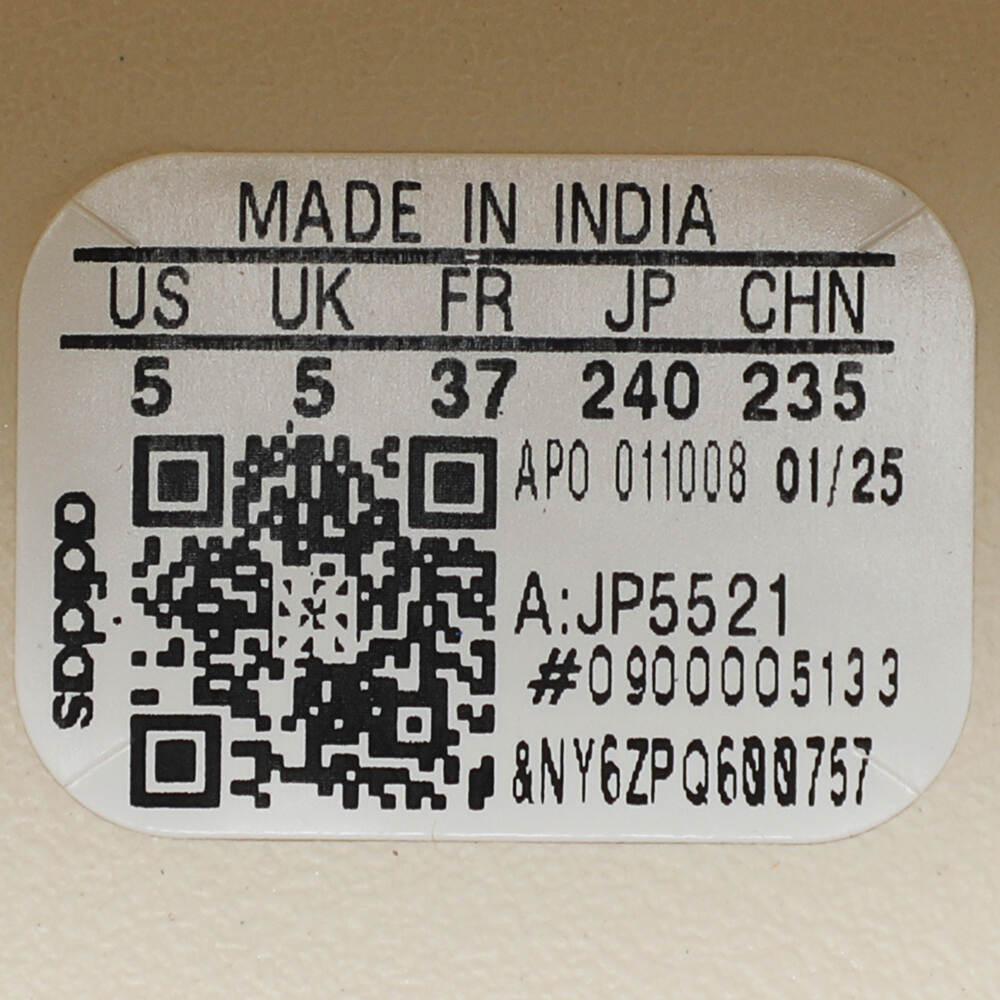 MADE IN INDIA
US UK FR JP CHN
5 5 37 240 235
APO 011008 01/25
adidas
A:JP5521
#0900005133
&NY6ZPQ600757